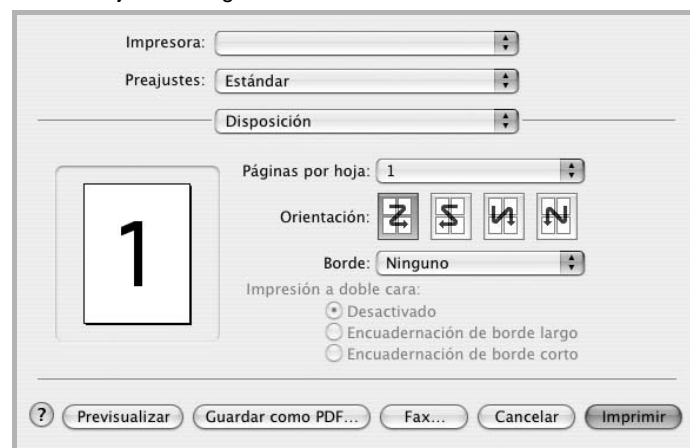 Impresora:
Preajustes: Estándar
Disposición
Páginas por hoja: 1
1
Orientación:
Borde: Ninguno
Impresión a doble cara:
Desactivado
Encuadernación de borde largo
Encuadernación de borde corto
? Previsualizar Guardar como PDF... Fax... Cancelar Imprimir